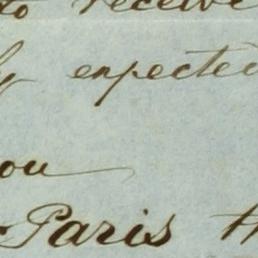 to receive
expected
ou
Paris